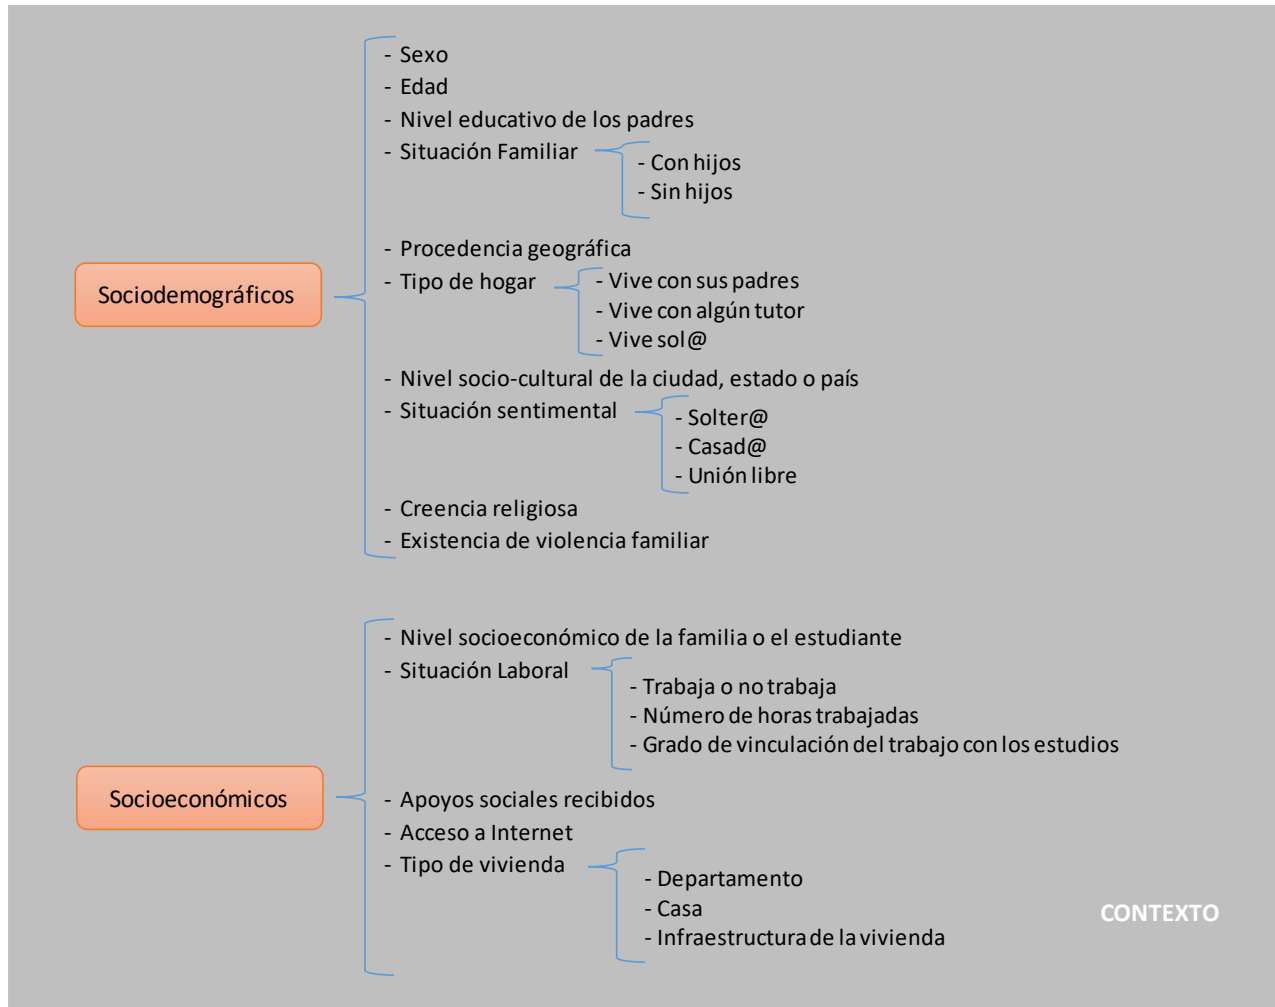 Sociodemográficos
- Sexo
- Edad
- Nivel educativo de los padres
- Situación Familiar
- Con hijos
- Sin hijos
- Procedencia geográfica
- Tipo de hogar
- Vive con sus padres
- Vive con algún tutor
- Vive sol@
- Nivel socio-cultural de la ciudad, estado o país
- Situación sentimental
- Solter@
- Casad@
- Unión libre
- Creencia religiosa
- Existencia de violencia familiar
Socioeconómicos
- Nivel socioeconómico de la familia o el estudiante
- Situación Laboral
- Trabaja o no trabaja
- Número de horas trabajadas
- Grado de vinculación del trabajo con los estudios
- Apoyos sociales recibidos
- Acceso a Internet
- Tipo de vivienda
- Departamento
- Casa
- Infraestructura de la vivienda
CONTEXTO